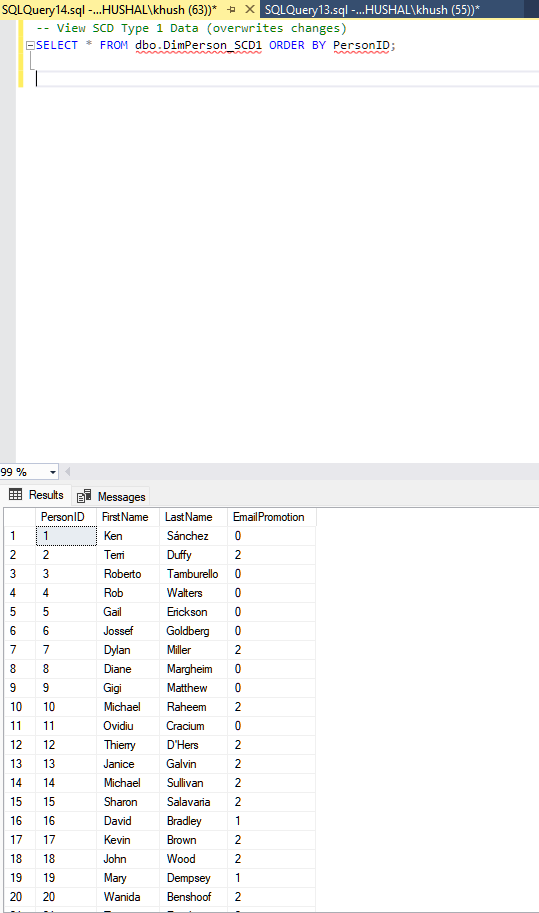 SQLQuery14.sql -...HUSHAL\khush (63))* SQLQuery13.sql -...HUSHAL\khush (55))*
-- View SCD Type 1 Data (overwrites changes)
SELECT * FROM dbo.DimPerson_SCD1 ORDER BY PersonID;
99 %
Results Messages
PersonID FirstName LastName EmailPromotion
1 1 Ken Sánchez 0
2 2 Terri Duffy 2
3 3 Roberto Tamburello 0
4 4 Rob Walters 0
5 5 Gail Erickson 0
6 6 Jossef Goldberg 0
7 7 Dylan Miller 2
8 8 Diane Margheim 0
9 9 Gigi Matthew 0
10 10 Michael Raheem 2
11 11 Ovidiu Cracium 0
12 12 Thierry D'Hers 2
13 13 Janice Galvin 2
14 14 Michael Sullivan 2
15 15 Sharon Salavaria 2
16 16 David Bradley 1
17 17 Kevin Brown 2
18 18 John Wood 2
19 19 Mary Dempsey 1
20 20 Wanida Benshoof 2